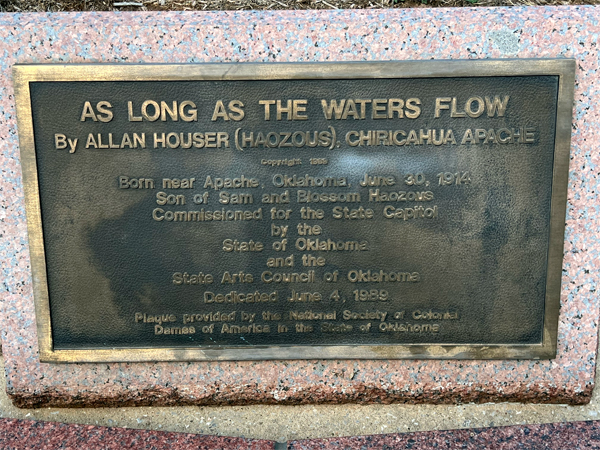 AS LONG AS THE WATERS FLOW
By ALLAN HOUSER (HAOZOUS), CHIRICAHUA APACHE
Copyright 1989
Born near Apache, Oklahoma, June 30, 1914
Son of Sam and Blossom Haozous
Commissioned for the State Capitol
by the
State of Oklahoma
and the
State Arts Council of Oklahoma
Dedicated June 4, 1989
Plaque provided by the National Society of Colonial
Dames of America in the State of Oklahoma